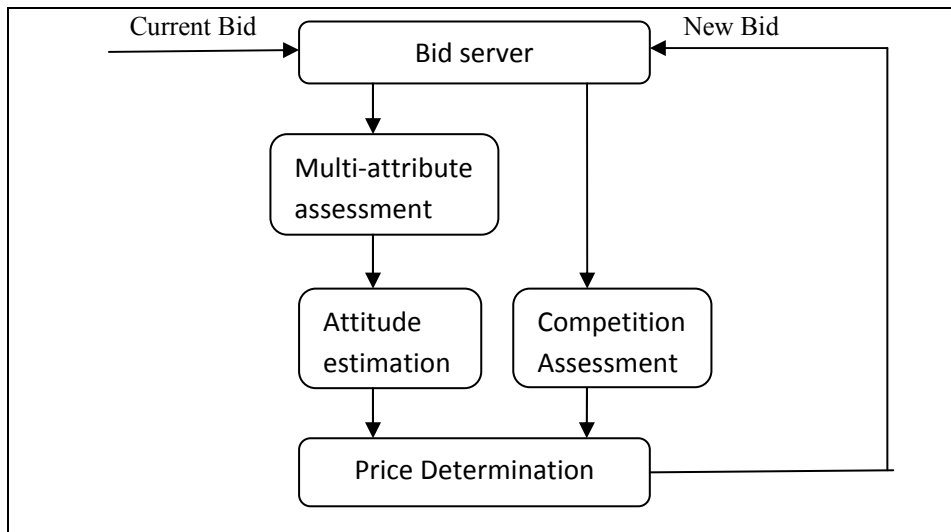 Current Bid
New Bid
Bid server
Multi-attribute
assessment
Attitude
estimation
Competition
Assessment
Price Determination